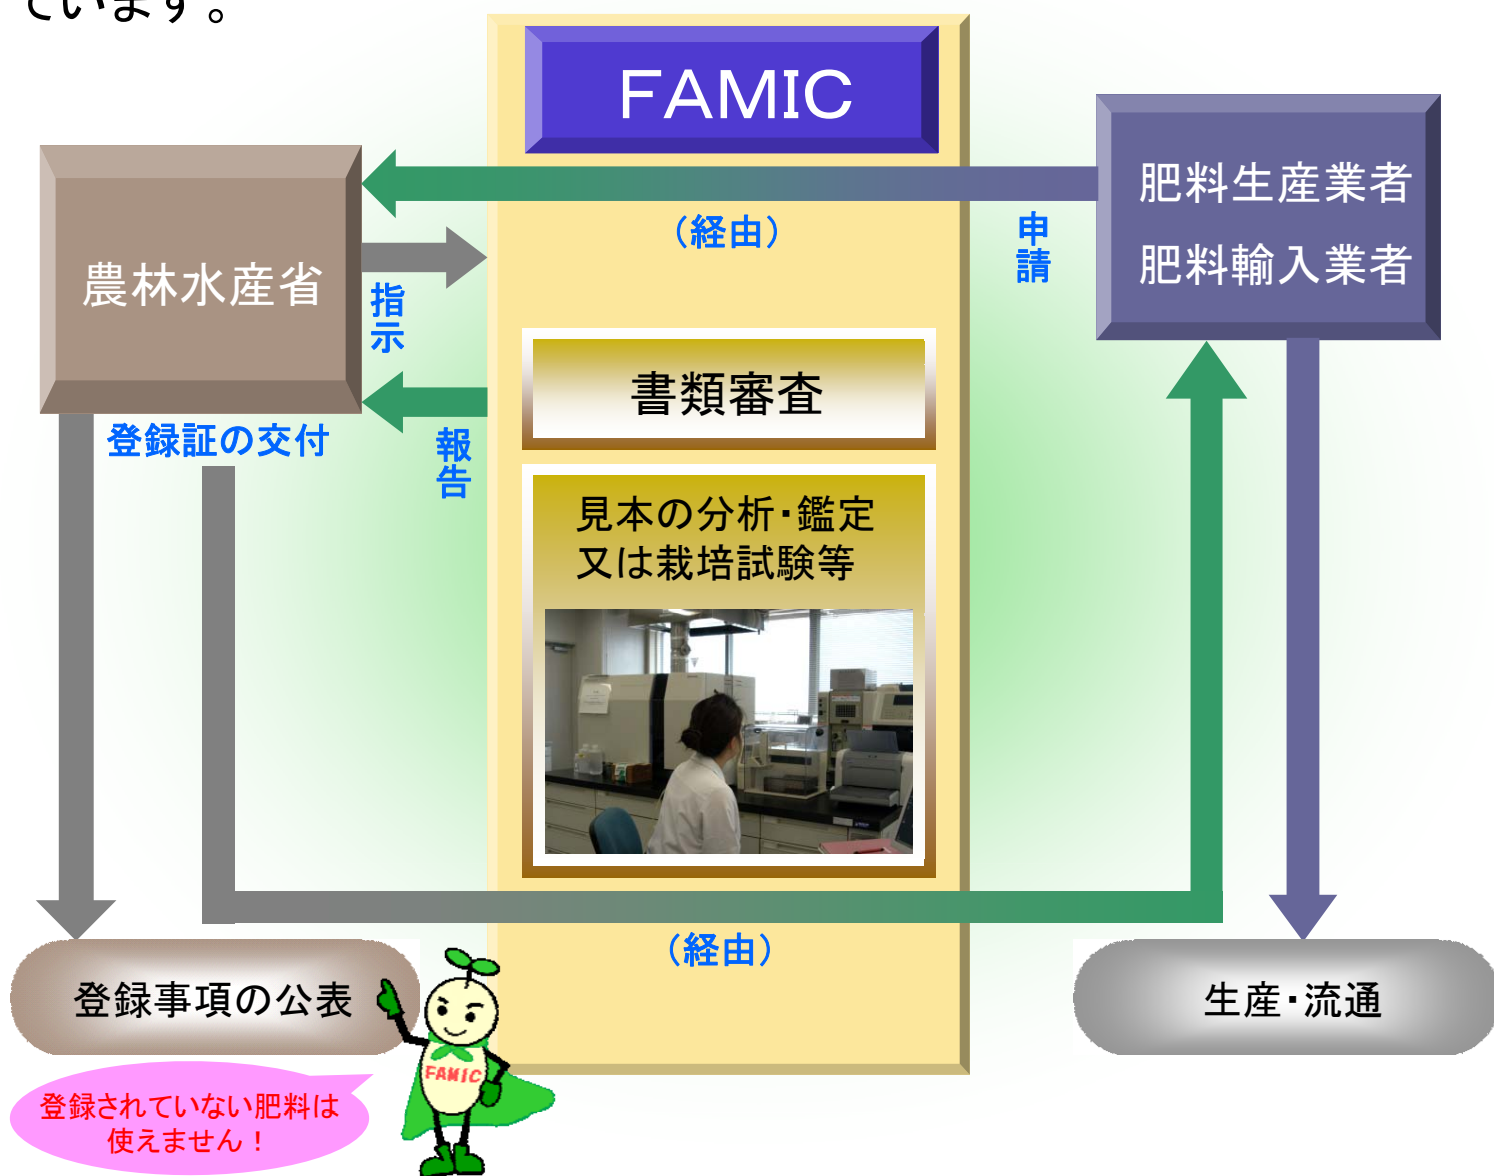 ています。
FAMIC
肥料生産業者
肥料輸入業者
農林水産省
(経由)
申請
指示
書類審査
登録証の交付
報告
見本の分析・鑑定
又は栽培試験等
(経由)
登録事項の公表
生産・流通
FAMIC
登録されていない肥料は
使えません！